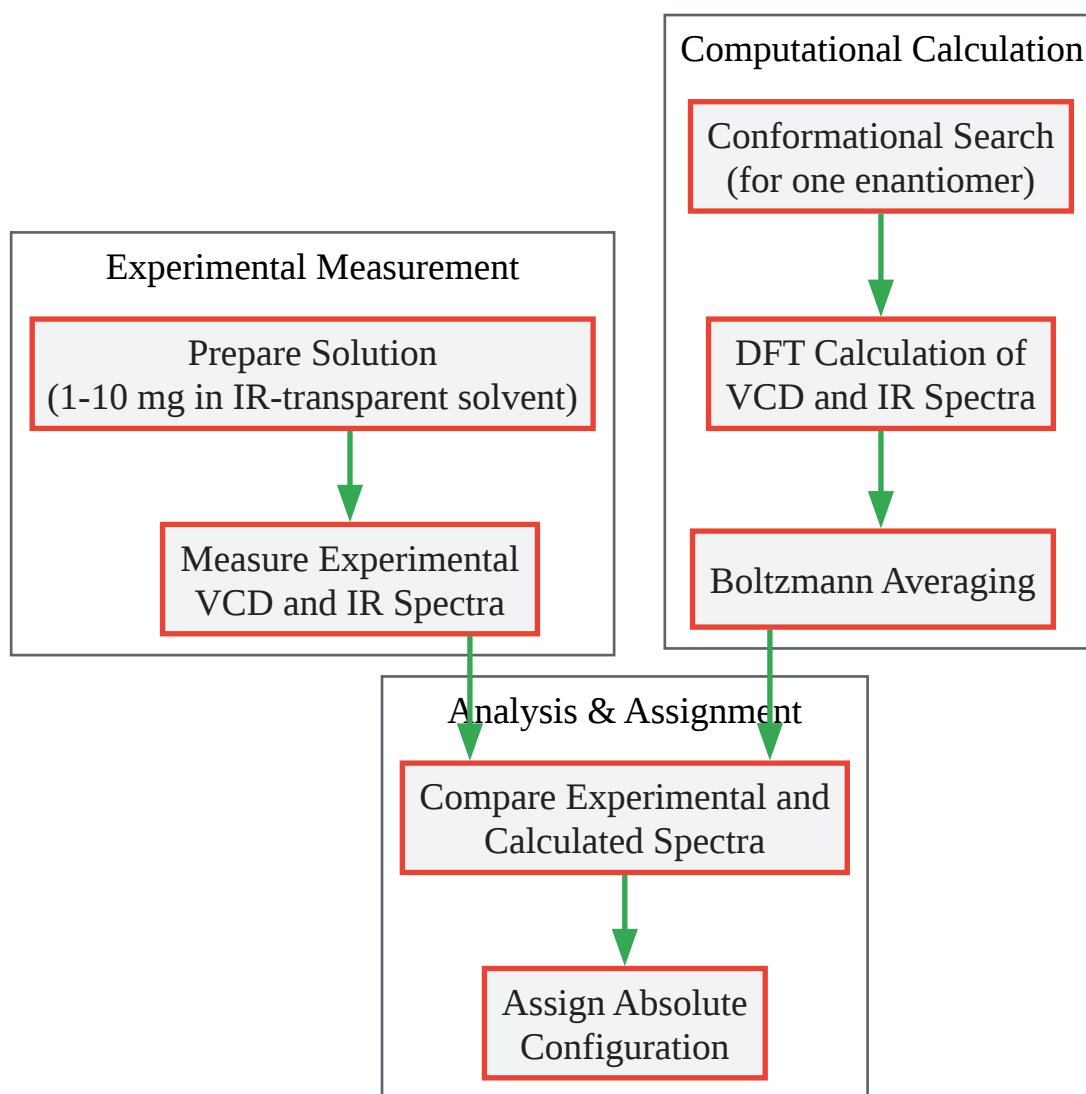 Computational Calculation
Conformational Search
(for one enantiomer)
DFT Calculation of
VCD and IR Spectra
Boltzmann Averaging
Experimental Measurement
Prepare Solution
(1-10 mg in IR-transparent solvent)
Measure Experimental
VCD and IR Spectra
Analysis & Assignment
Compare Experimental and
Calculated Spectra
Assign Absolute
Configuration